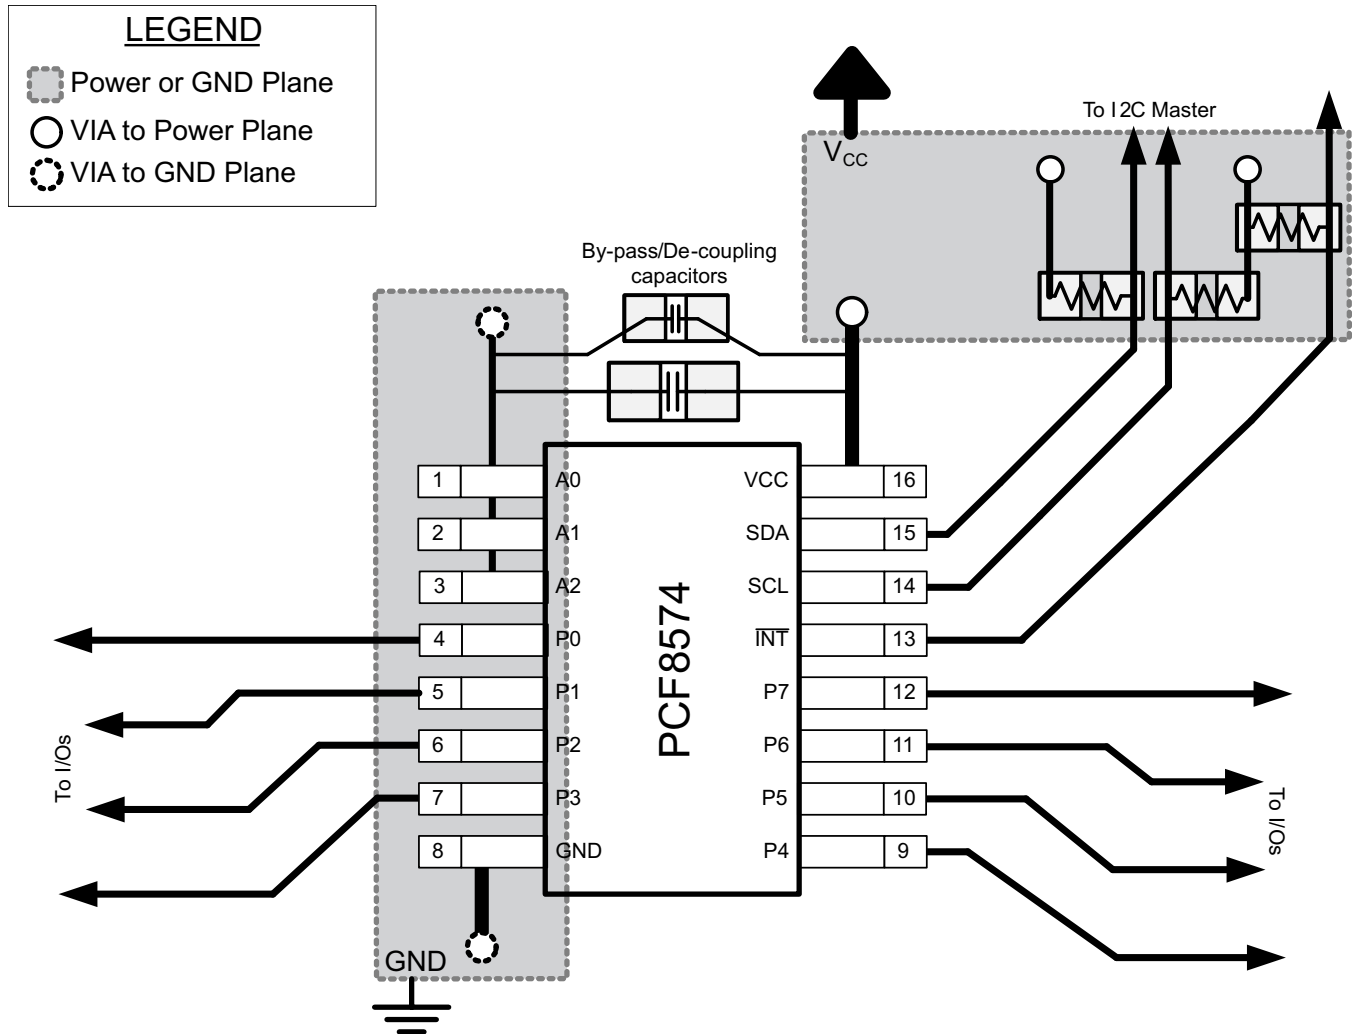 LEGEND
Power or GND Plane
VIA to Power Plane
VIA to GND Plane
To I2C Master
VCC
By-pass/De-coupling
capacitors
1 A0 VCC 16
2 A1 SDA 15
3 A2 SCL 14
4 P0 INT 13
5 P1 P7 12
6 P2 P6 11
7 P3 P5 10
8 GND P4 9
PCF8574
To I/Os
To I/Os
GND